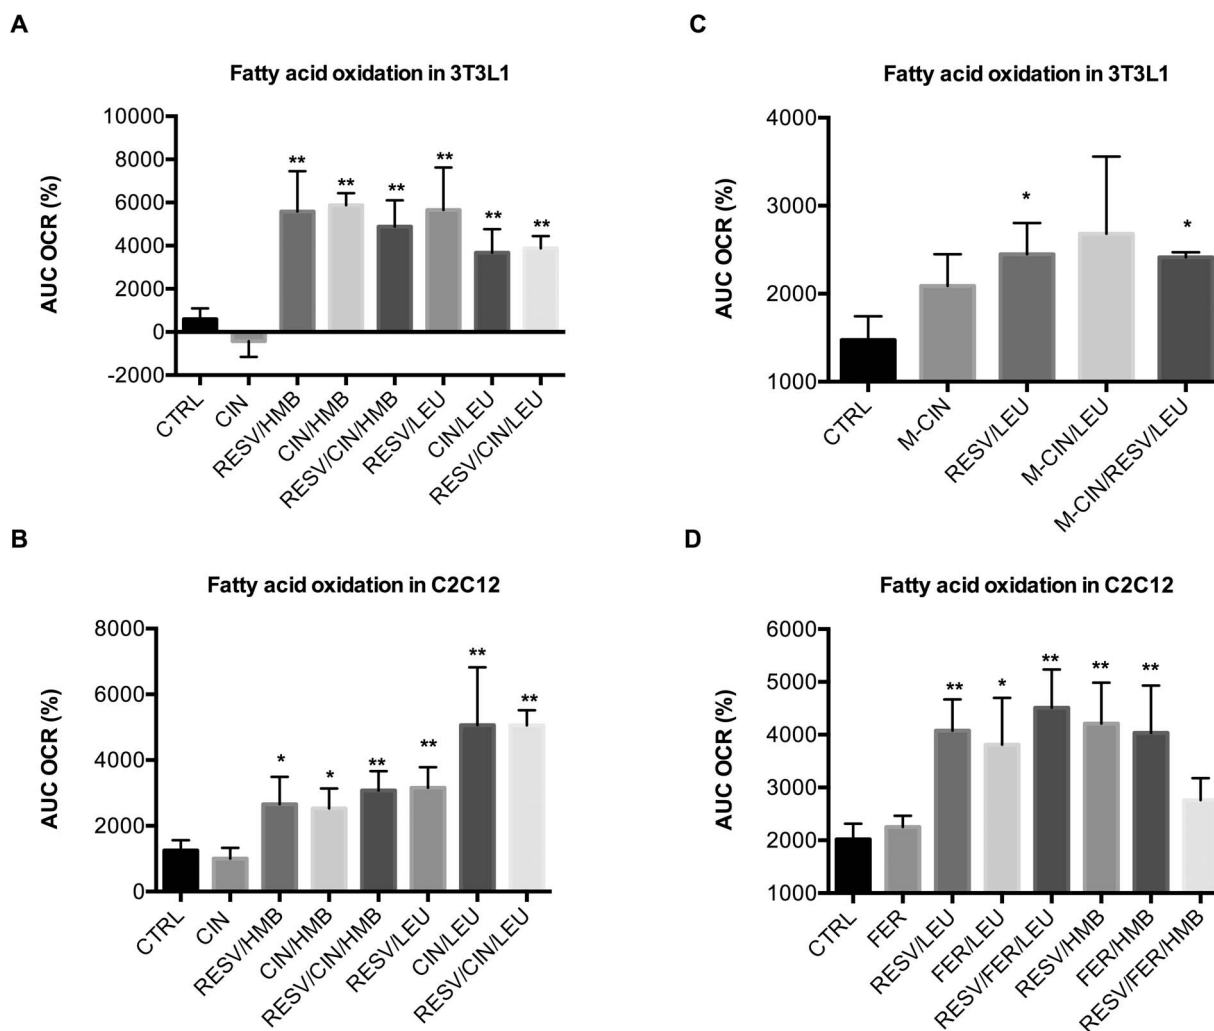 A
Fatty acid oxidation in 3T3L1
AUC OCR (%)
10000
8000
6000
4000
2000
0
-2000
**
**
**
**
**
**
CTRL
CIN
RESV/HMB
CIN/HMB
RESV/CIN/HMB
RESV/LEU
CIN/LEU
RESV/CIN/LEU
B
Fatty acid oxidation in C2C12
AUC OCR (%)
8000
6000
4000
2000
0
*
*
**
**
**
**
CTRL
CIN
RESV/HMB
CIN/HMB
RESV/CIN/HMB
RESV/LEU
CIN/LEU
RESV/CIN/LEU
C
Fatty acid oxidation in 3T3L1
AUC OCR (%)
4000
3000
2000
1000
*
*
CTRL
M-CIN
RESV/LEU
M-CIN/LEU
M-CIN/RESV/LEU
D
Fatty acid oxidation in C2C12
AUC OCR (%)
6000
5000
4000
3000
2000
1000
**
*
**
**
**
CTRL
FER
RESV/LEU
FER/LEU
RESV/FER/LEU
RESV/HMB
FER/HMB
RESV/FER/HMB